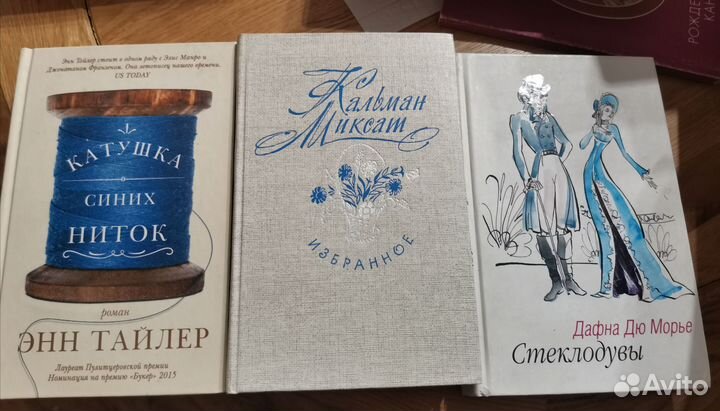 Энн Тайлер стоит в одном ряду с Элис Манро и
Джонатаном Франзеном. Она летописец нашего времени.
US TODAY
КАТУШКА
СИНИХ
НИТОК
роман
ЭНН ТАЙЛЕР
Лауреат Пулитцеровской премии
Номинация на премию «Букер» 2015
Кальман
Миксат
ИЗБРАННОЕ
Дафна Дю Морье
Стеклодувы
Avito